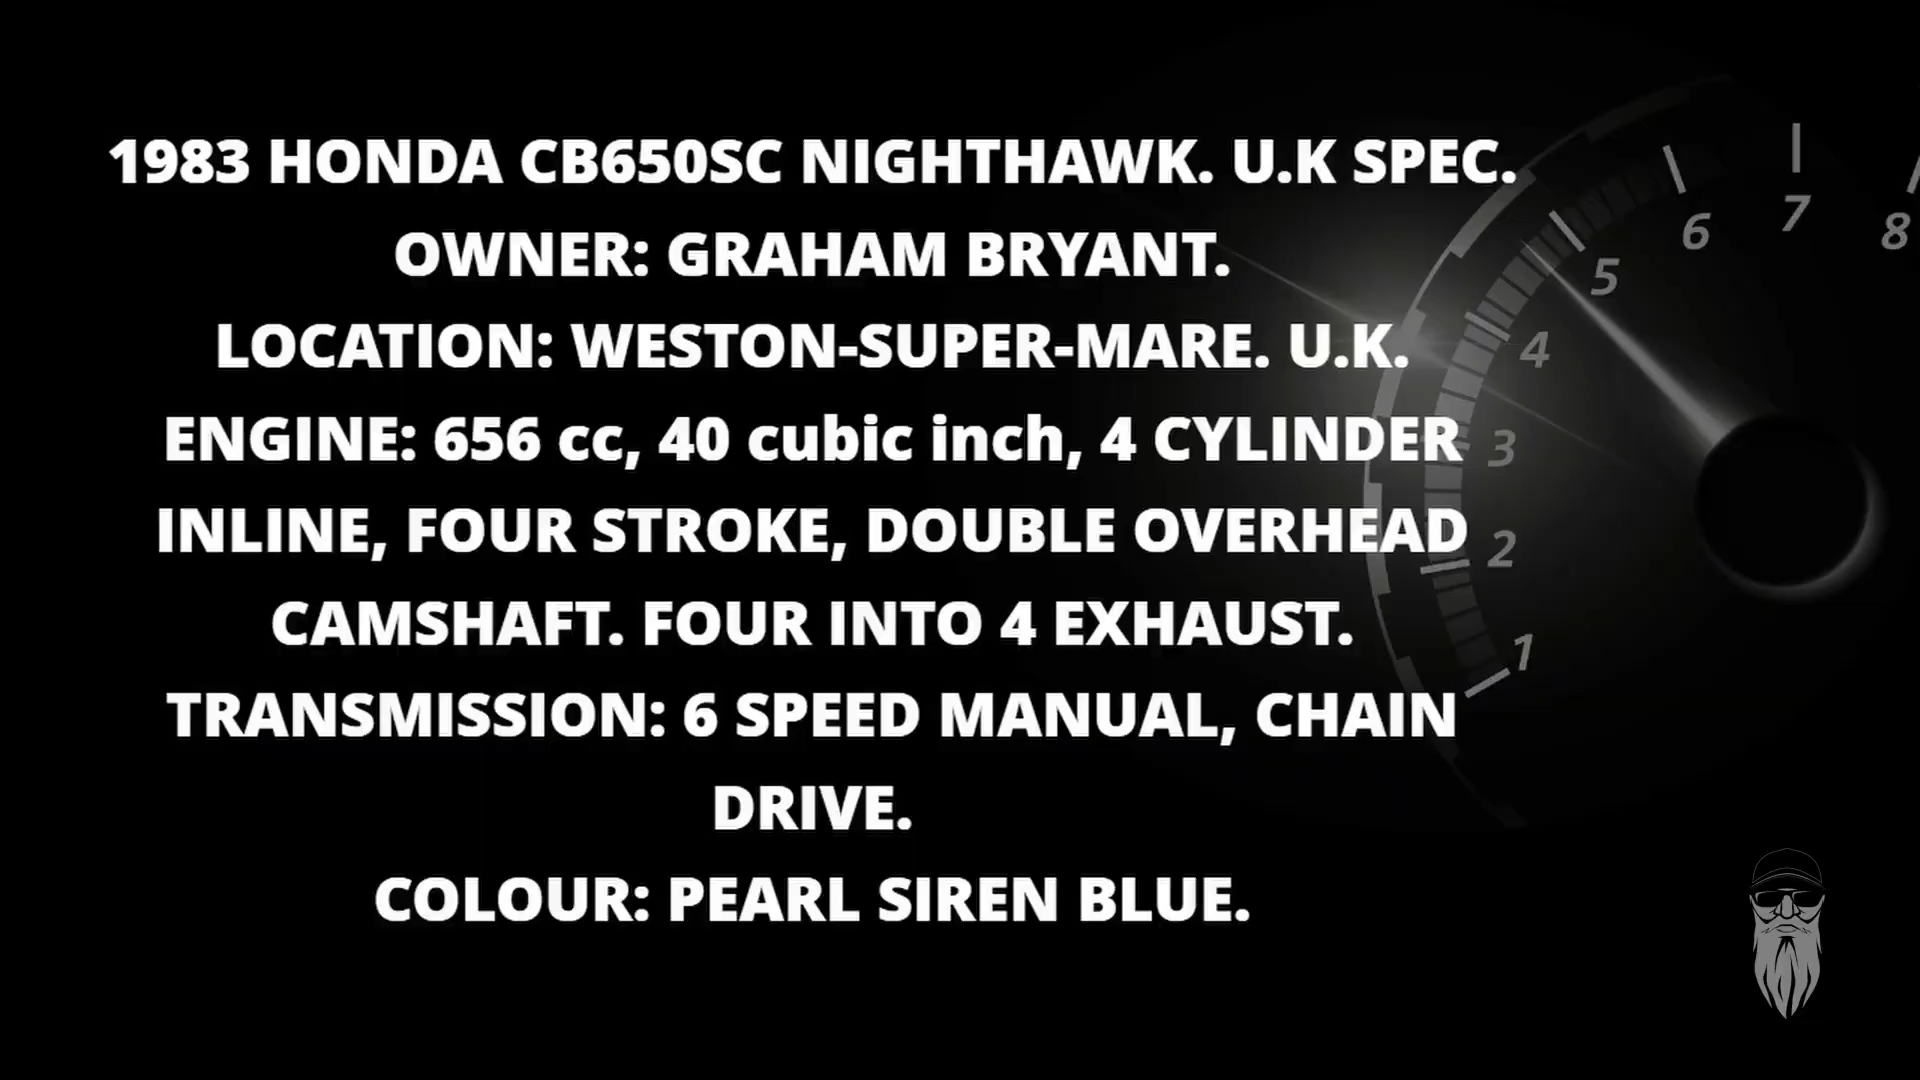 1983 HONDA CB650SC NIGHTHAWK. U.K SPEC.
OWNER: GRAHAM BRYANT.
LOCATION: WESTON-SUPER-MARE. U.K.
ENGINE: 656 cc, 40 cubic inch, 4 CYLINDER
INLINE, FOUR STROKE, DOUBLE OVERHEAD
CAMSHAFT. FOUR INTO 4 EXHAUST.
TRANSMISSION: 6 SPEED MANUAL, CHAIN
DRIVE.
COLOUR: PEARL SIREN BLUE.
1
2
3
4
5
6
7
8